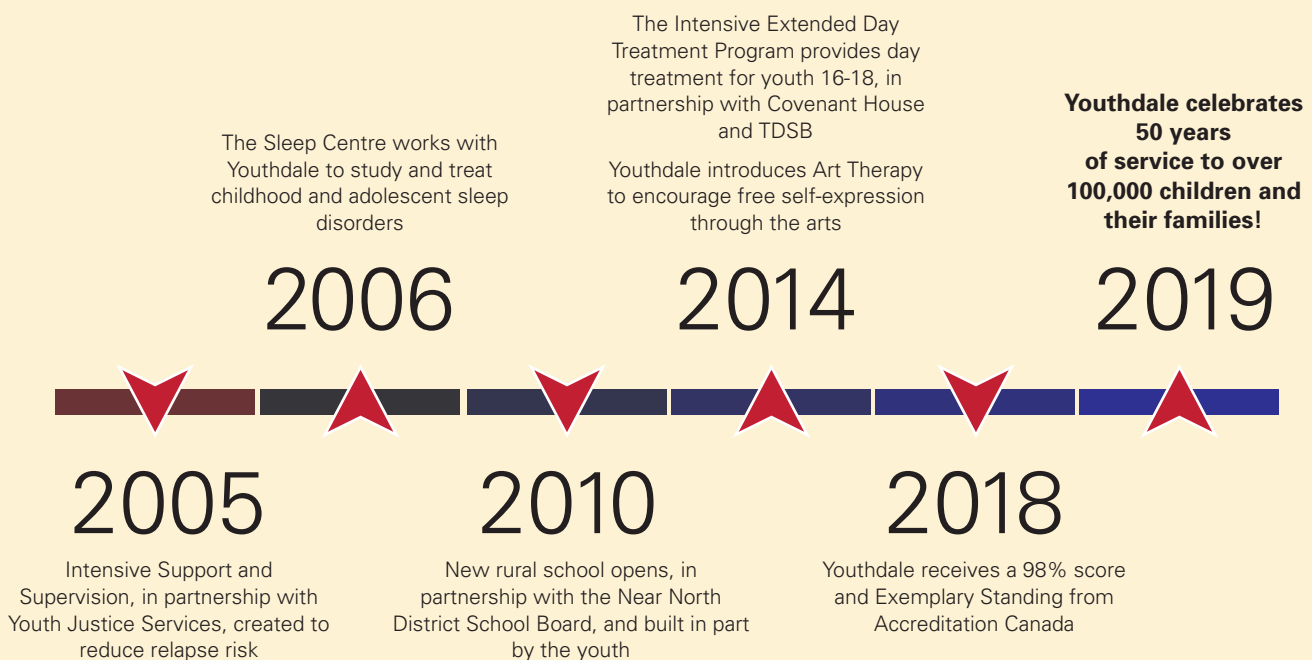 2005
Intensive Support and
Supervision, in partnership with
Youth Justice Services, created to
reduce relapse risk
The Sleep Centre works with
Youthdale to study and treat
childhood and adolescent sleep
disorders
2006
2010
New rural school opens, in
partnership with the Near North
District School Board, and built in part
by the youth
The Intensive Extended Day
Treatment Program provides day
treatment for youth 16-18, in
partnership with Covenant House
and TDSB
Youthdale introduces Art Therapy
to encourage free self-expression
through the arts
2014
2018
Youthdale receives a 98% score
and Exemplary Standing from
Accreditation Canada
Youthdale celebrates
50 years
of service to over
100,000 children and
their families!
2019